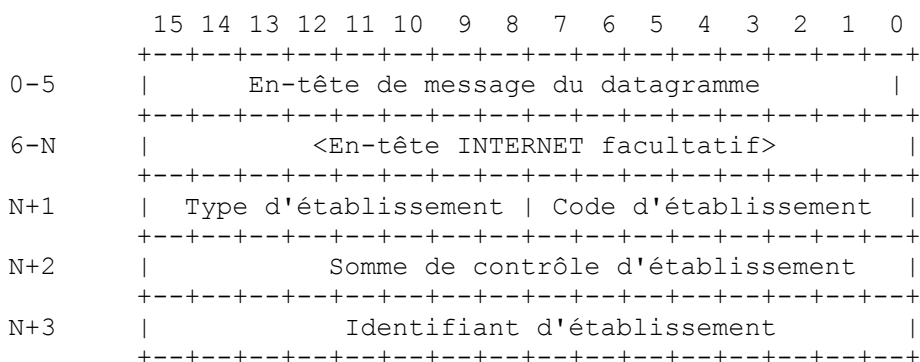 15 14 13 12 11 10 9 8 7 6 5 4 3 2 1 0
+--+--+--+--+--+--+--+--+--+--+--+--+--+--+--+--+
0-5 | En-tête de message du datagramme |
+--+--+--+--+--+--+--+--+--+--+--+--+--+--+--+--+
6-N | <En-tête INTERNET facultatif> |
+--+--+--+--+--+--+--+--+--+--+--+--+--+--+--+--+
N+1 | Type d'établissement | Code d'établissement |
+--+--+--+--+--+--+--+--+--+--+--+--+--+--+--+--+
N+2 | Somme de contrôle d'établissement |
+--+--+--+--+--+--+--+--+--+--+--+--+--+--+--+--+
N+3 | Identifiant d'établissement |
+--+--+--+--+--+--+--+--+--+--+--+--+--+--+--+--+